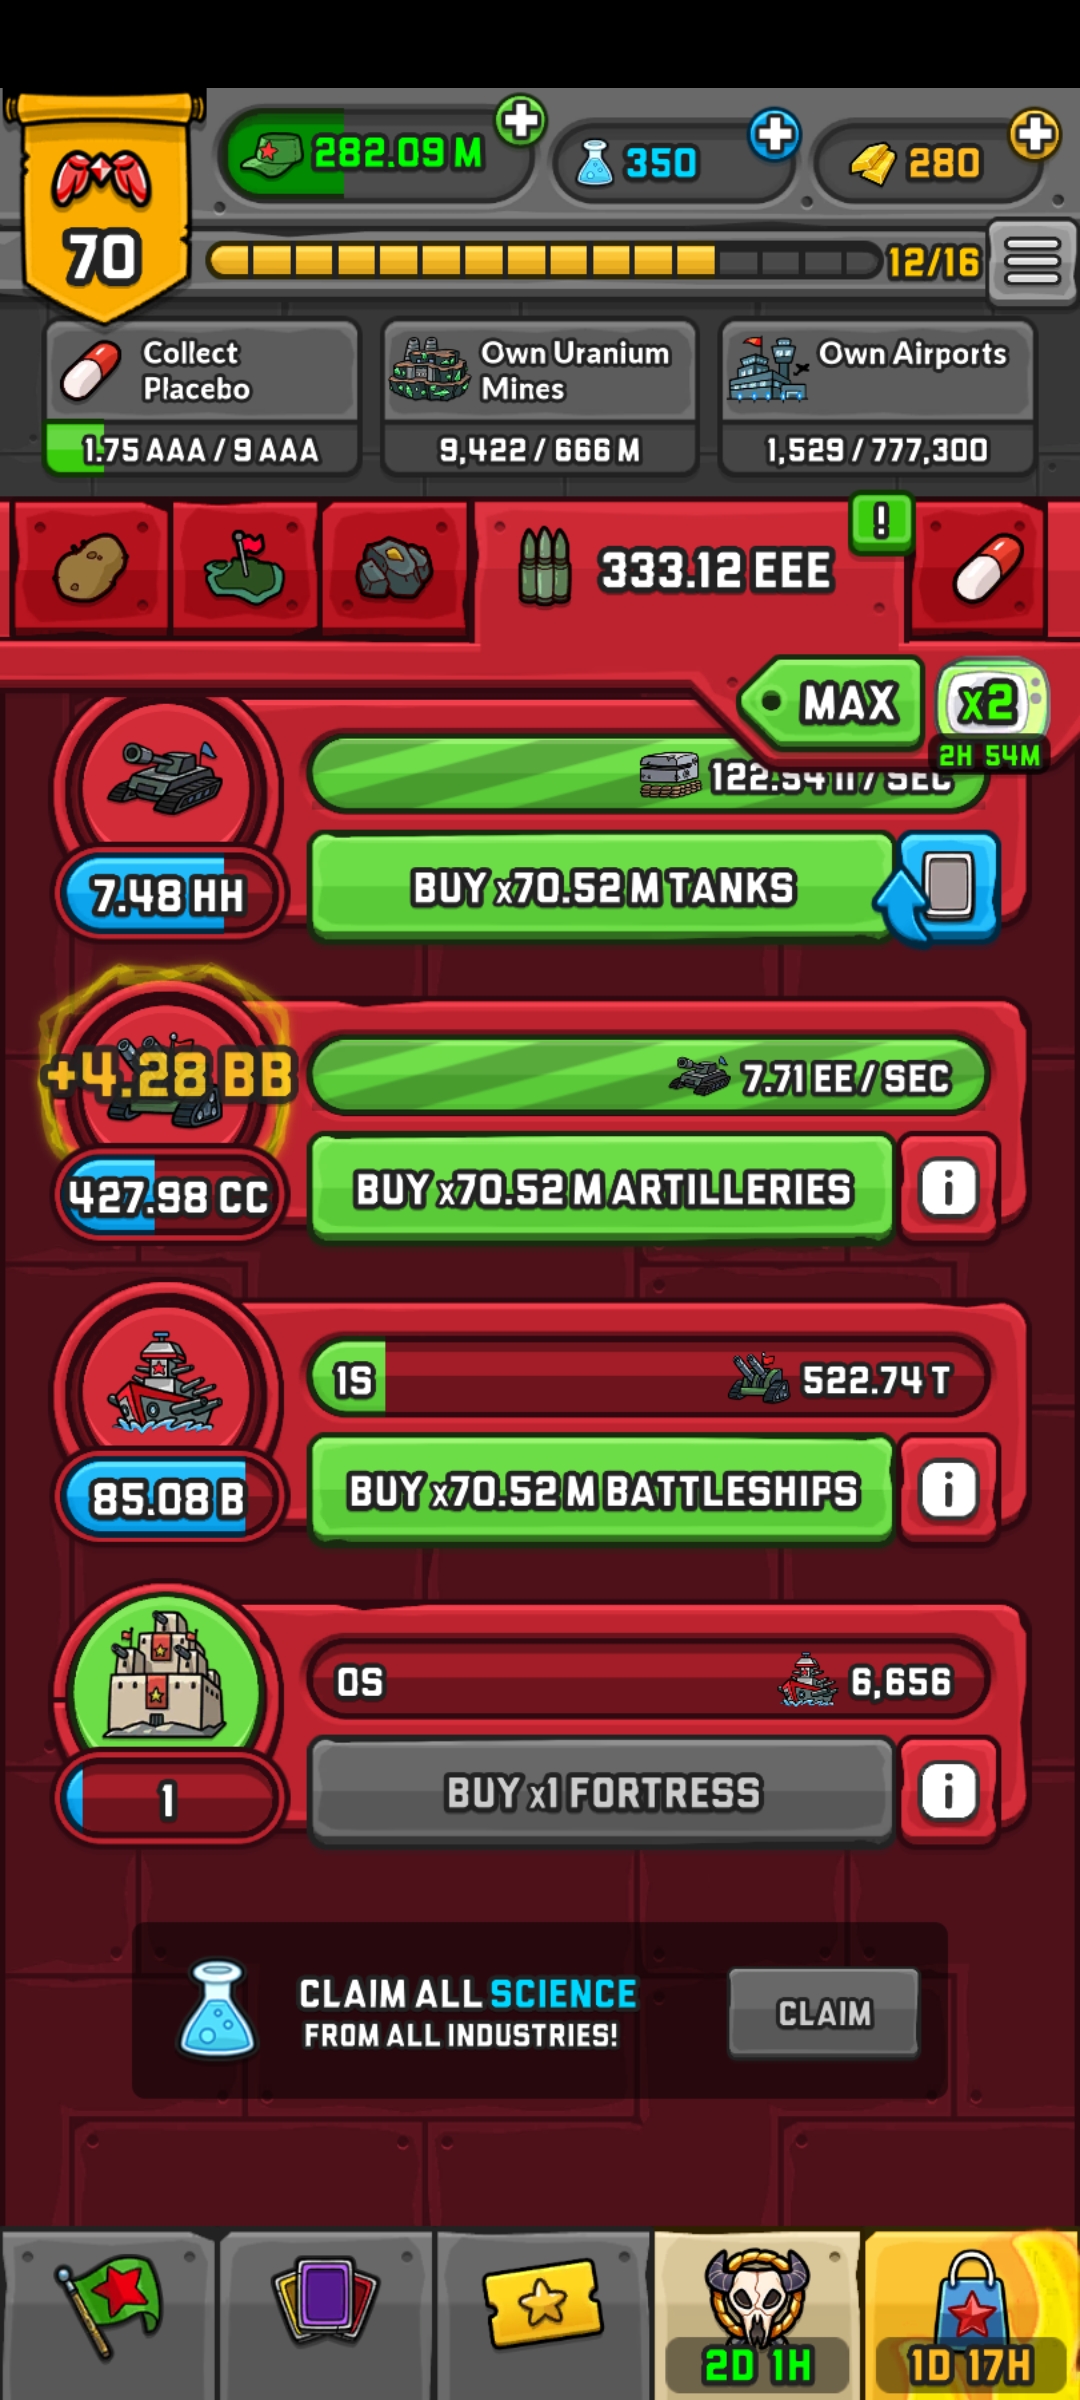 282.09 M
350
280
70
12/16
Collect
Placebo
1.75 AAA / 9 AAA
Own Uranium
Mines
9,422 / 666 M
Own Airports
1,529 / 777,300
333.12 EEE
!
MAX
x2
2H 54M
122.54 II / SEC
7.48 HH
BUY x70.52 M TANKS
+4.28 BB
7.71 EE / SEC
427.98 CC
BUY x70.52 M ARTILLERIES
i
1S
522.74 T
85.08 B
BUY x70.52 M BATTLESHIPS
i
0S
6,656
1
BUY x1 FORTRESS
i
CLAIM ALL SCIENCE
FROM ALL INDUSTRIES!
CLAIM
2D 1H
1D 17H